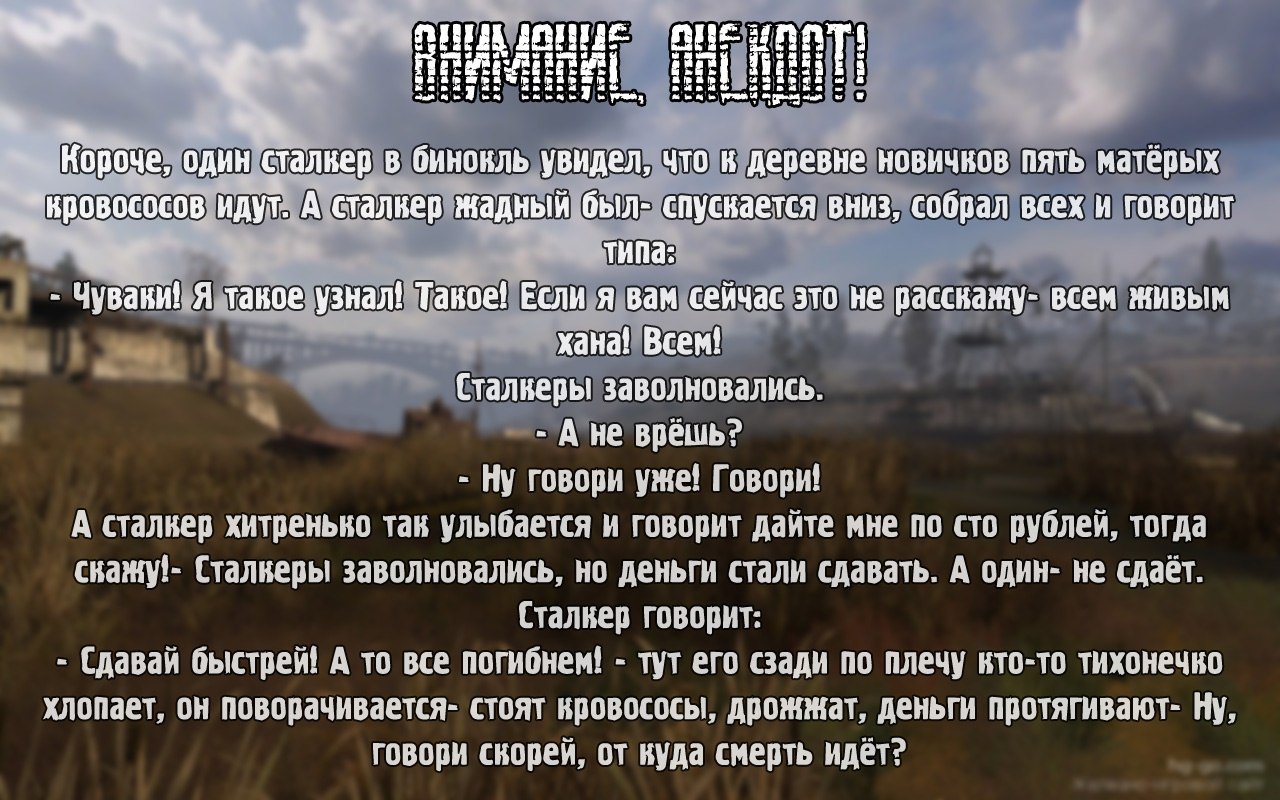 ВНИМАНИЕ, АНЕКДОТ!
Короче, один сталкер в бинокль увидел, что к деревне новичков пять матёрых
кровососов идут. А сталкер жадный был- спускается вниз, собрал всех и говорит
типа:
- Чуваки! Я такое узнал! Такое! Если я вам сейчас это не расскажу- всем живым
хана! Всем!
Сталкеры заволновались.
- А не врёшь?
- Ну говори уже! Говори!
А сталкер хитренько так улыбается и говорит дайте мне по сто рублей, тогда
скажу!- Сталкеры заволновались, но деньги стали сдавать. А один- не сдаёт.
Сталкер говорит:
- Сдавай быстрей! А то все погибнем! - тут его сзади по плечу кто-то тихонечко
хлопает, он поворачивается- стоят кровососы, дрожжат, деньги протягивают- Ну,
говори скорей, от куда смерть идёт?